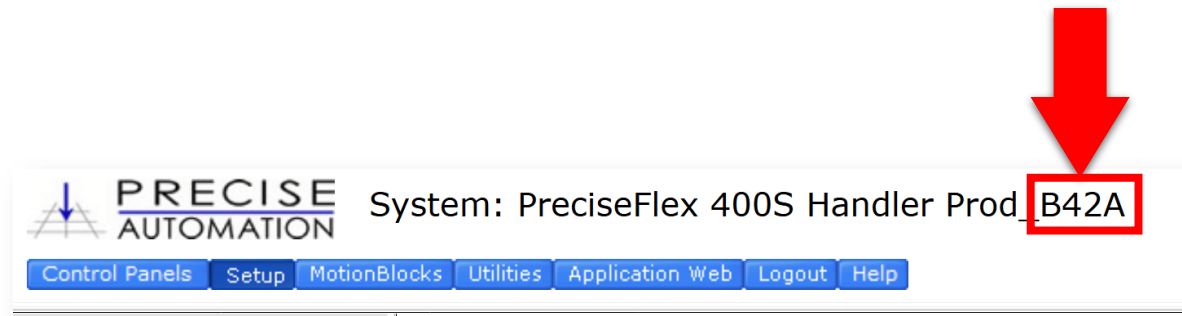 PRECISE
AUTOMATION
System: PreciseFlex 400S Handler Prod_B42A
Control Panels Setup MotionBlocks Utilities Application Web Logout Help